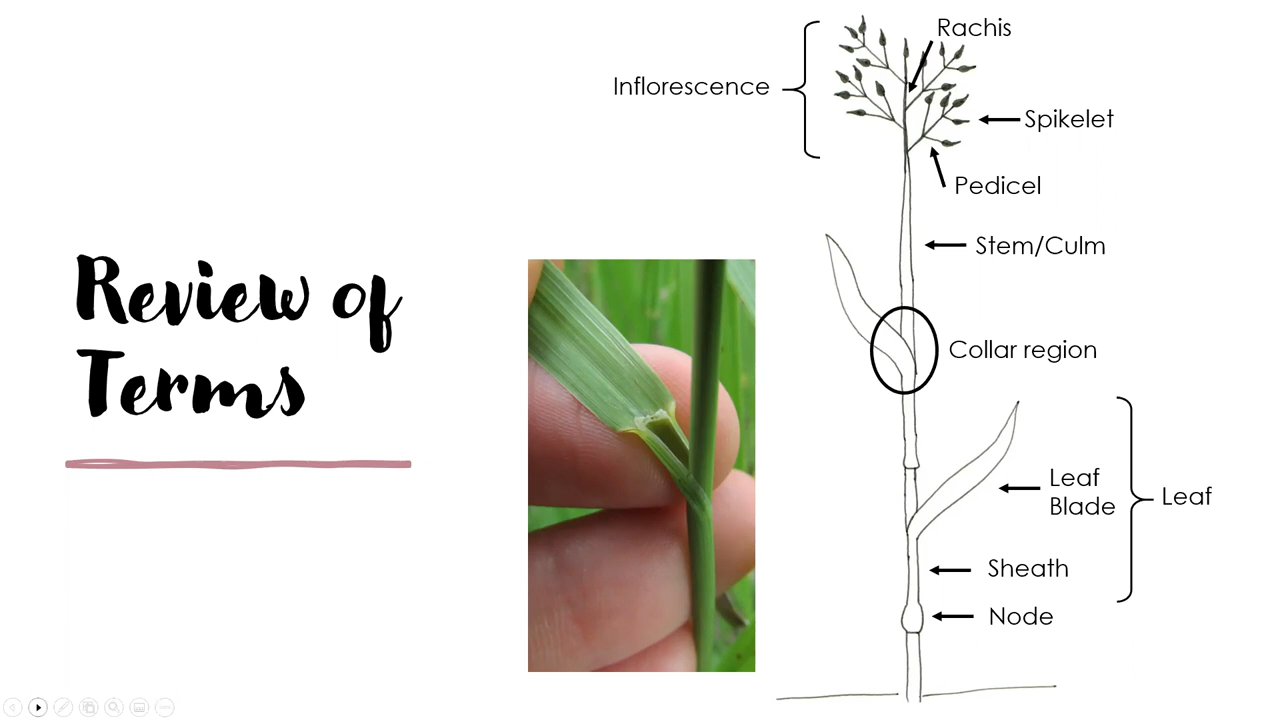 Review of
Terms
Rachis
Inflorescence
Spikelet
Pedicel
Stem/Culm
Collar region
Leaf
Blade
Leaf
Sheath
Node